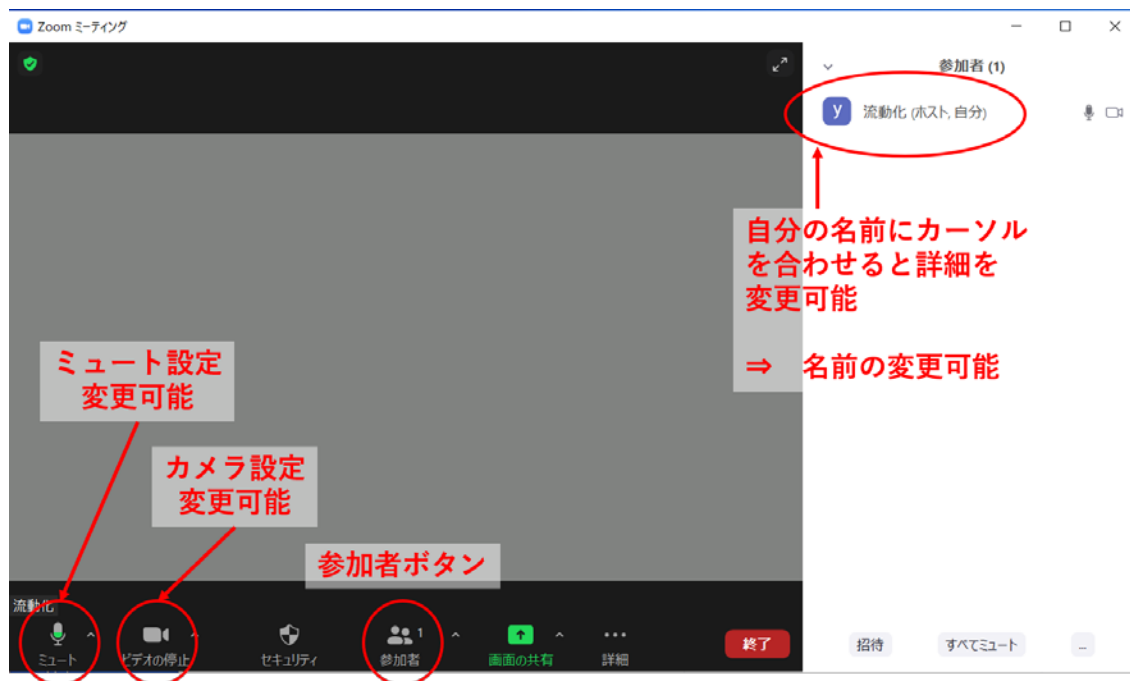 Zoom ミーティング
参加者 (1)
y
流動化 (ホスト, 自分)
自分の名前にカーソル
を合わせると詳細を
変更可能
⇒ 名前の変更可能
ミュート設定
変更可能
カメラ設定
変更可能
参加者ボタン
流動化
1
ミュート
ビデオの停止
セキュリティ
参加者
画面の共有
詳細
終了
招待
すべてミュート
...